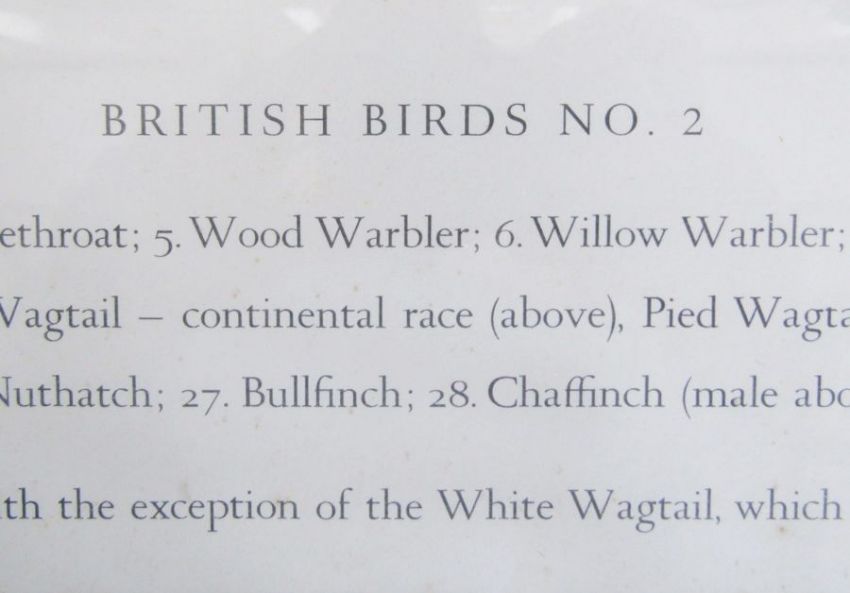 BRITISH BIRDS NO. 2
ethroat; 5. Wood Warbler; 6. Willow Warbler;
Wagtail – continental race (above), Pied Wagta
Nuthatch; 27. Bullfinch; 28. Chaffinch (male abo
th the exception of the White Wagtail, which